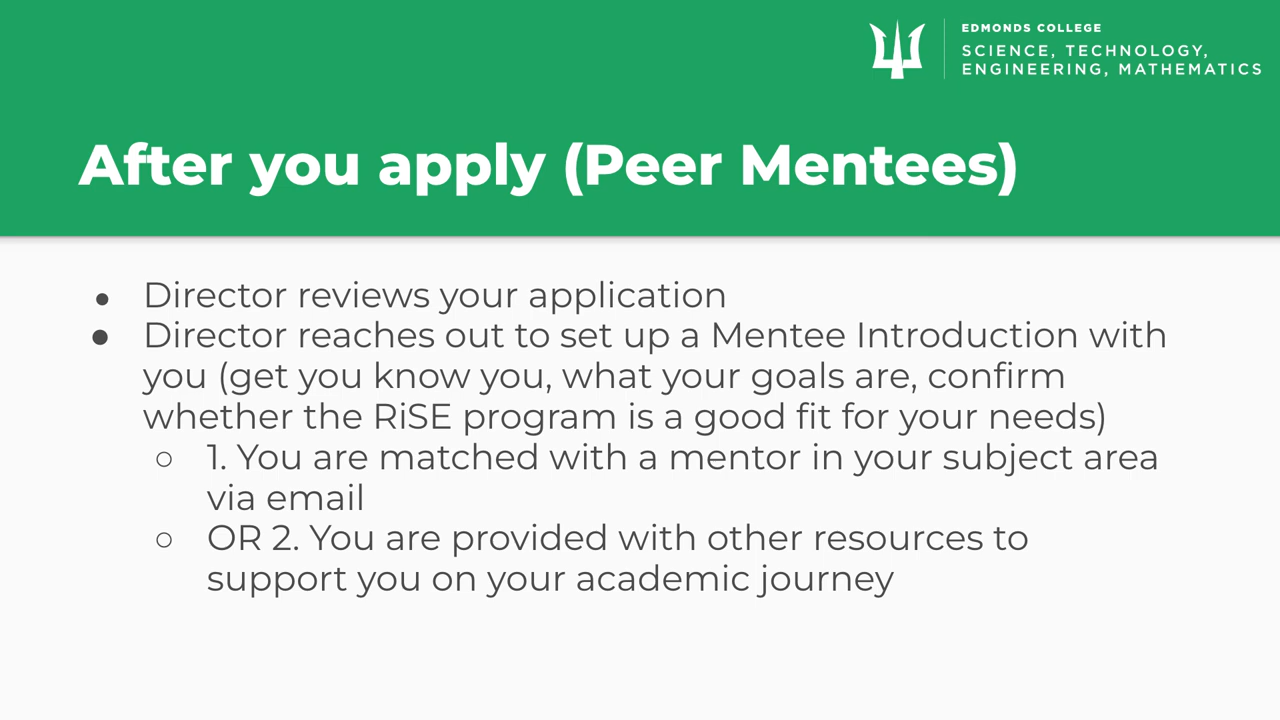 EDMONDS COLLEGE
SCIENCE, TECHNOLOGY,
ENGINEERING, MATHEMATICS
After you apply (Peer Mentees)
● Director reviews your application
● Director reaches out to set up a Mentee Introduction with
you (get you know you, what your goals are, confirm
whether the RiSE program is a good fit for your needs)
○ 1. You are matched with a mentor in your subject area
via email
○ OR 2. You are provided with other resources to
support you on your academic journey